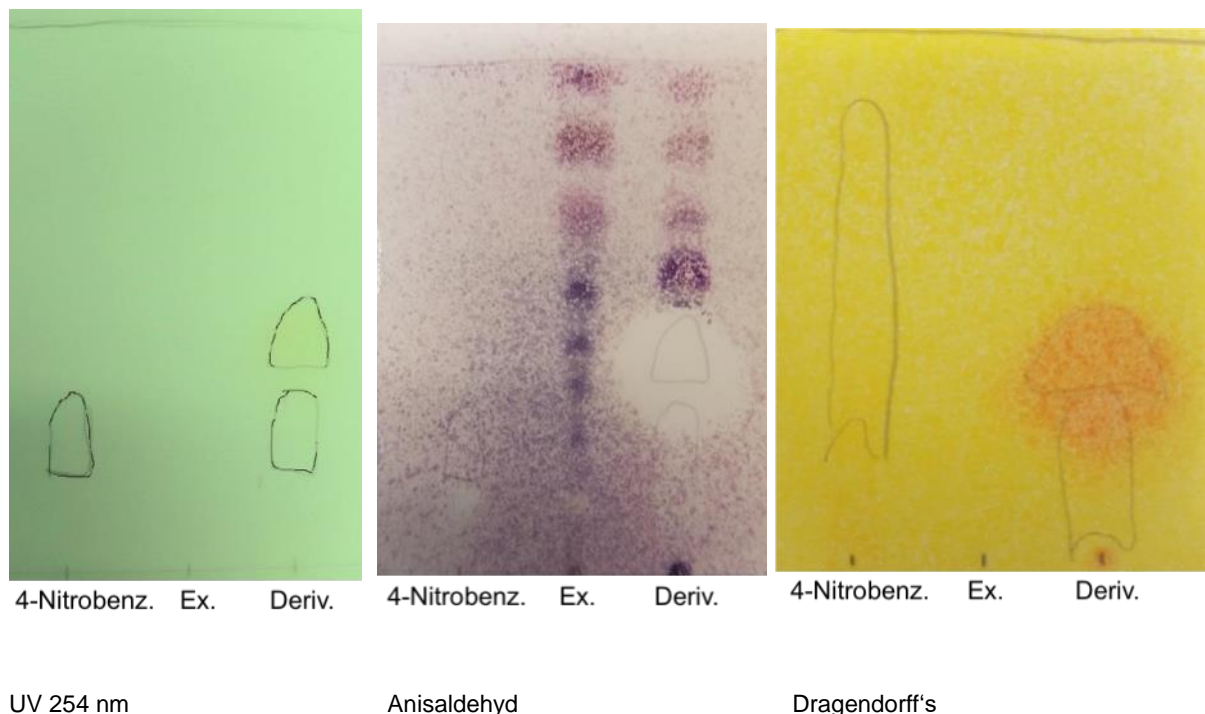 4-Nitrobenz. Ex. Deriv.
4-Nitrobenz. Ex. Deriv.
4-Nitrobenz. Ex. Deriv.
UV 254 nm
Anisaldehyd
Dragendorff‘s